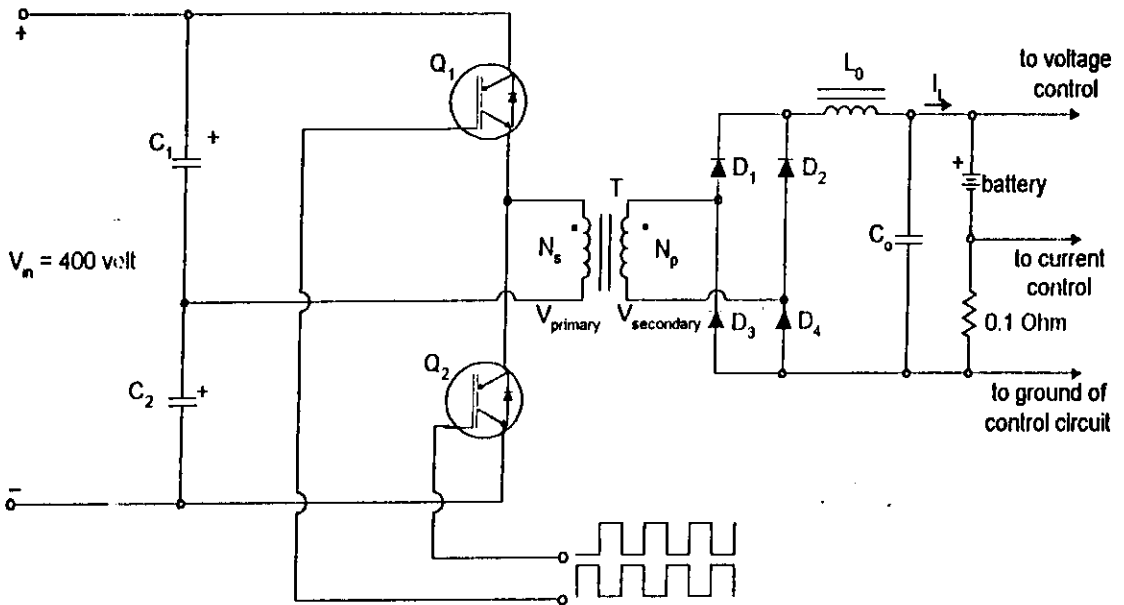 +
Q1
L0
IL
to voltage
control
C1
+
D1
D2
+
battery
T
Vin = 400 volt
Ns
Np
Co
to current
control
Vprimary
Vsecondary
D3
D4
0.1 Ohm
Q2
C2
+
to ground of
control circuit
-